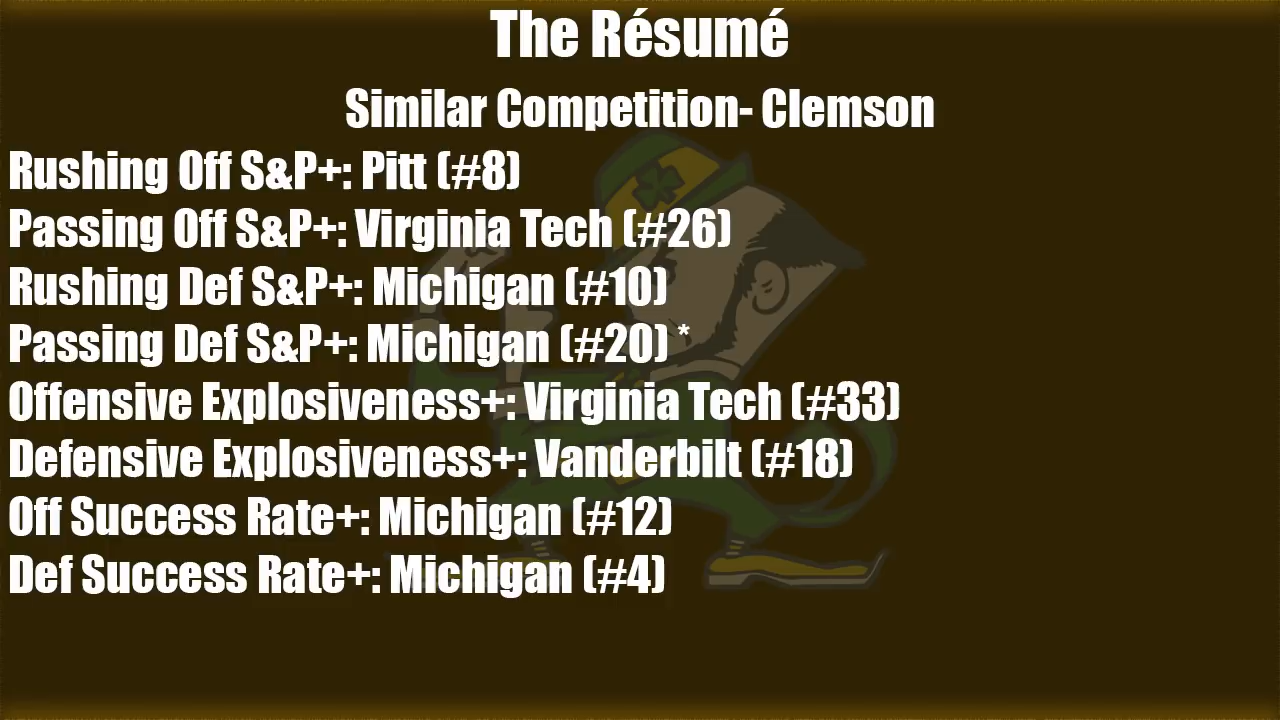 The Résumé
Similar Competition- Clemson
Rushing Off S&P+: Pitt (#8)
Passing Off S&P+: Virginia Tech (#26)
Rushing Def S&P+: Michigan (#10)
Passing Def S&P+: Michigan (#20) *
Offensive Explosiveness+: Virginia Tech (#33)
Defensive Explosiveness+: Vanderbilt (#18)
Off Success Rate+: Michigan (#12)
Def Success Rate+: Michigan (#4)